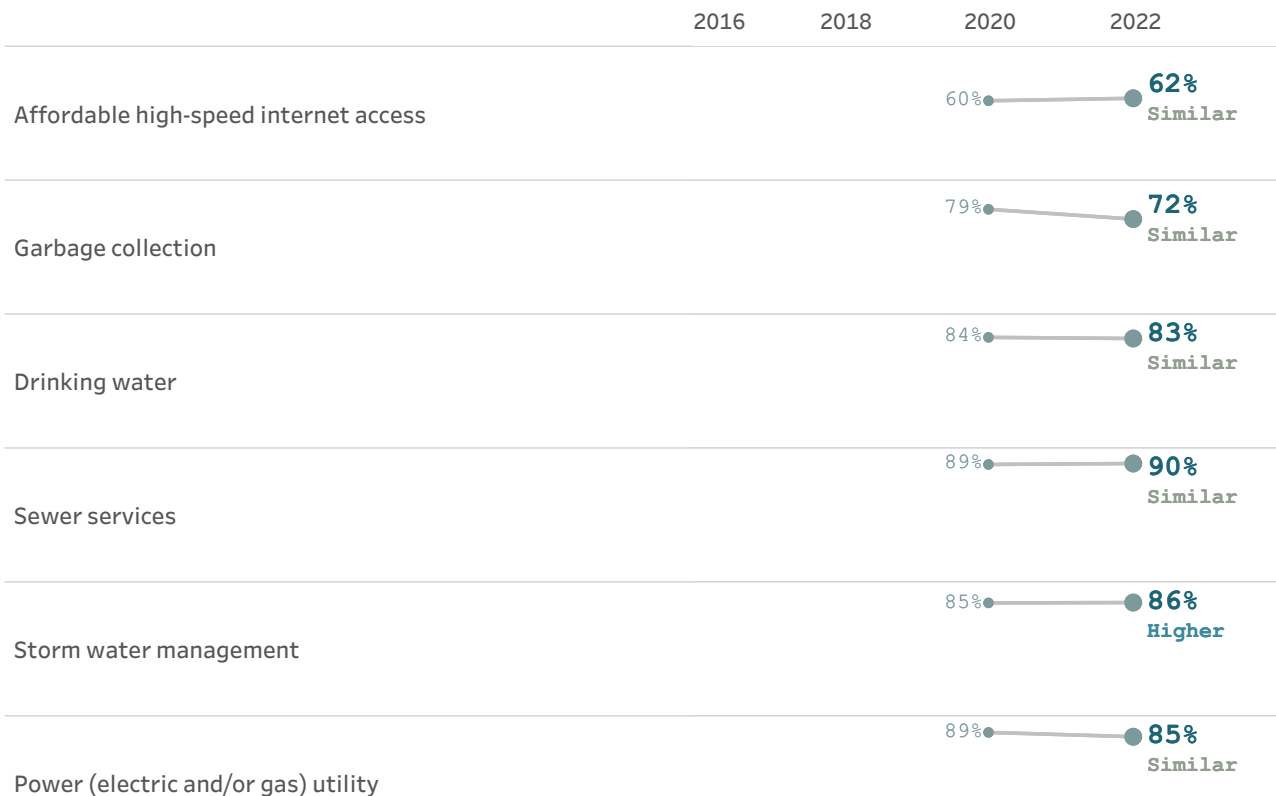 2016 2018 2020 2022
60% 62%
Similar
Affordable high-speed internet access
79% 72%
Similar
Garbage collection
84% 83%
Similar
Drinking water
89% 90%
Similar
Sewer services
85% 86%
Higher
Storm water management
89% 85%
Similar
Power (electric and/or gas) utility